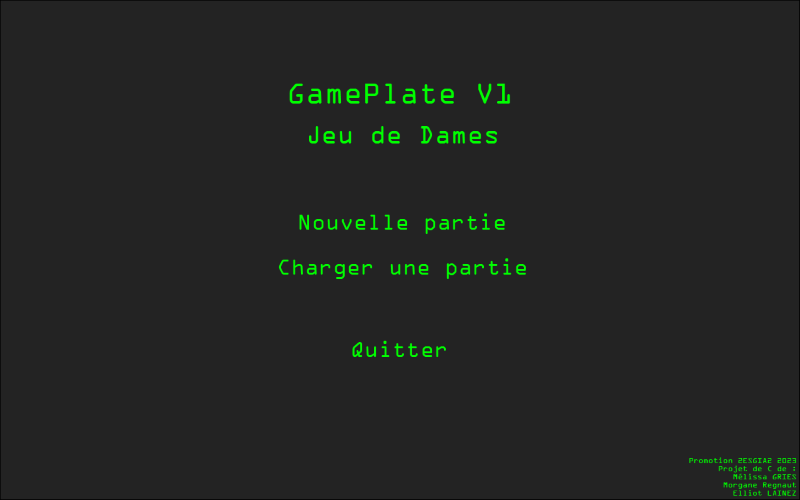 GamePlate V1
Jeu de Dames
Nouvelle partie
Charger une partie
Quitter
Promotion 2ESGIA2 2023
Projet de C de :
Mélissa GRIES
Morgane Regnaut
Elliot LAINEZ